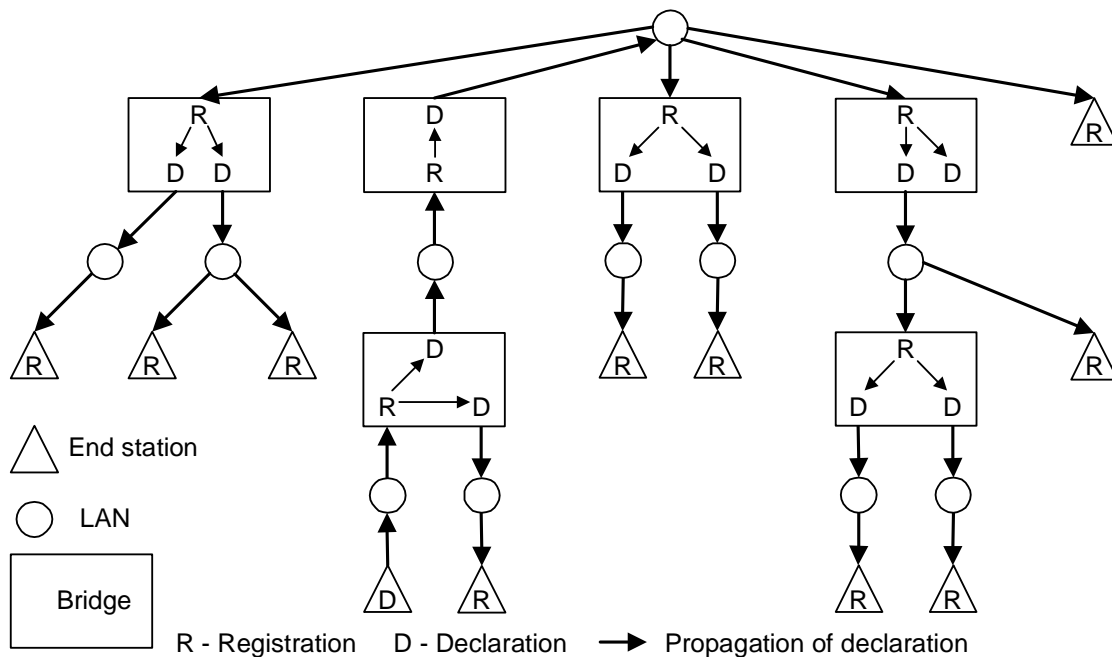 R D R R R
D D R D D D D
R R R D R R R R
R D D D
End station
LAN
Bridge
D R R R
R - Registration D - Declaration Propagation of declaration